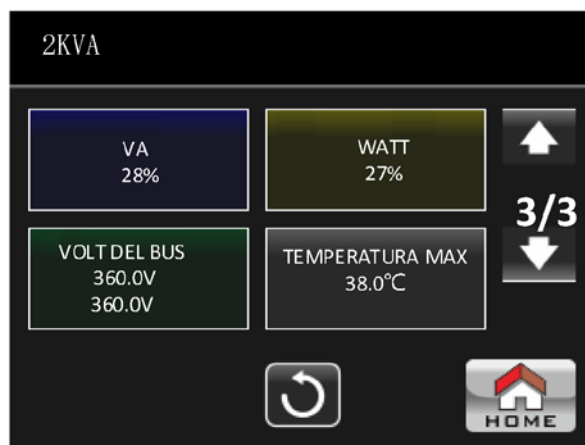 2KVA
VA
28%
WATT
27%
3/3
VOLT DEL BUS
360.0V
360.0V
TEMPERATURA MAX
38.0℃
HOME